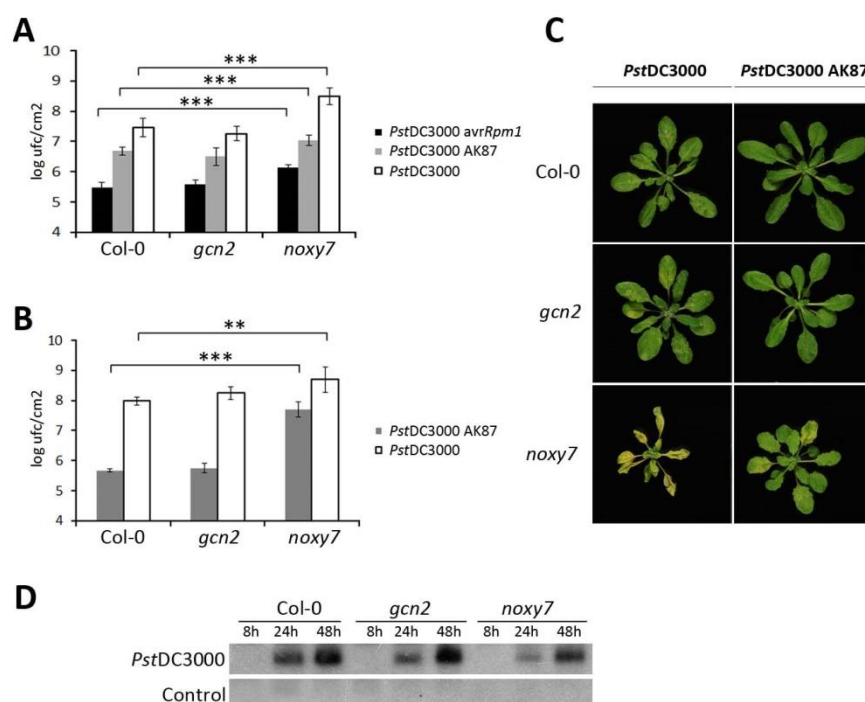 A
***
***
***
10
9
8
7
6
5
4
log ufc/cm2
Col-0 gcn2 noxy7
PstDC3000 avrRpm1
PstDC3000 AK87
PstDC3000
B
**
***
10
9
8
7
6
5
4
log ufc/cm2
Col-0 gcn2 noxy7
PstDC3000 AK87
PstDC3000
C
PstDC3000 PstDC3000 AK87
Col-0
gcn2
noxy7
D
Col-0 gcn2 noxy7
8h 24h 48h 8h 24h 48h 8h 24h 48h
PstDC3000
Control